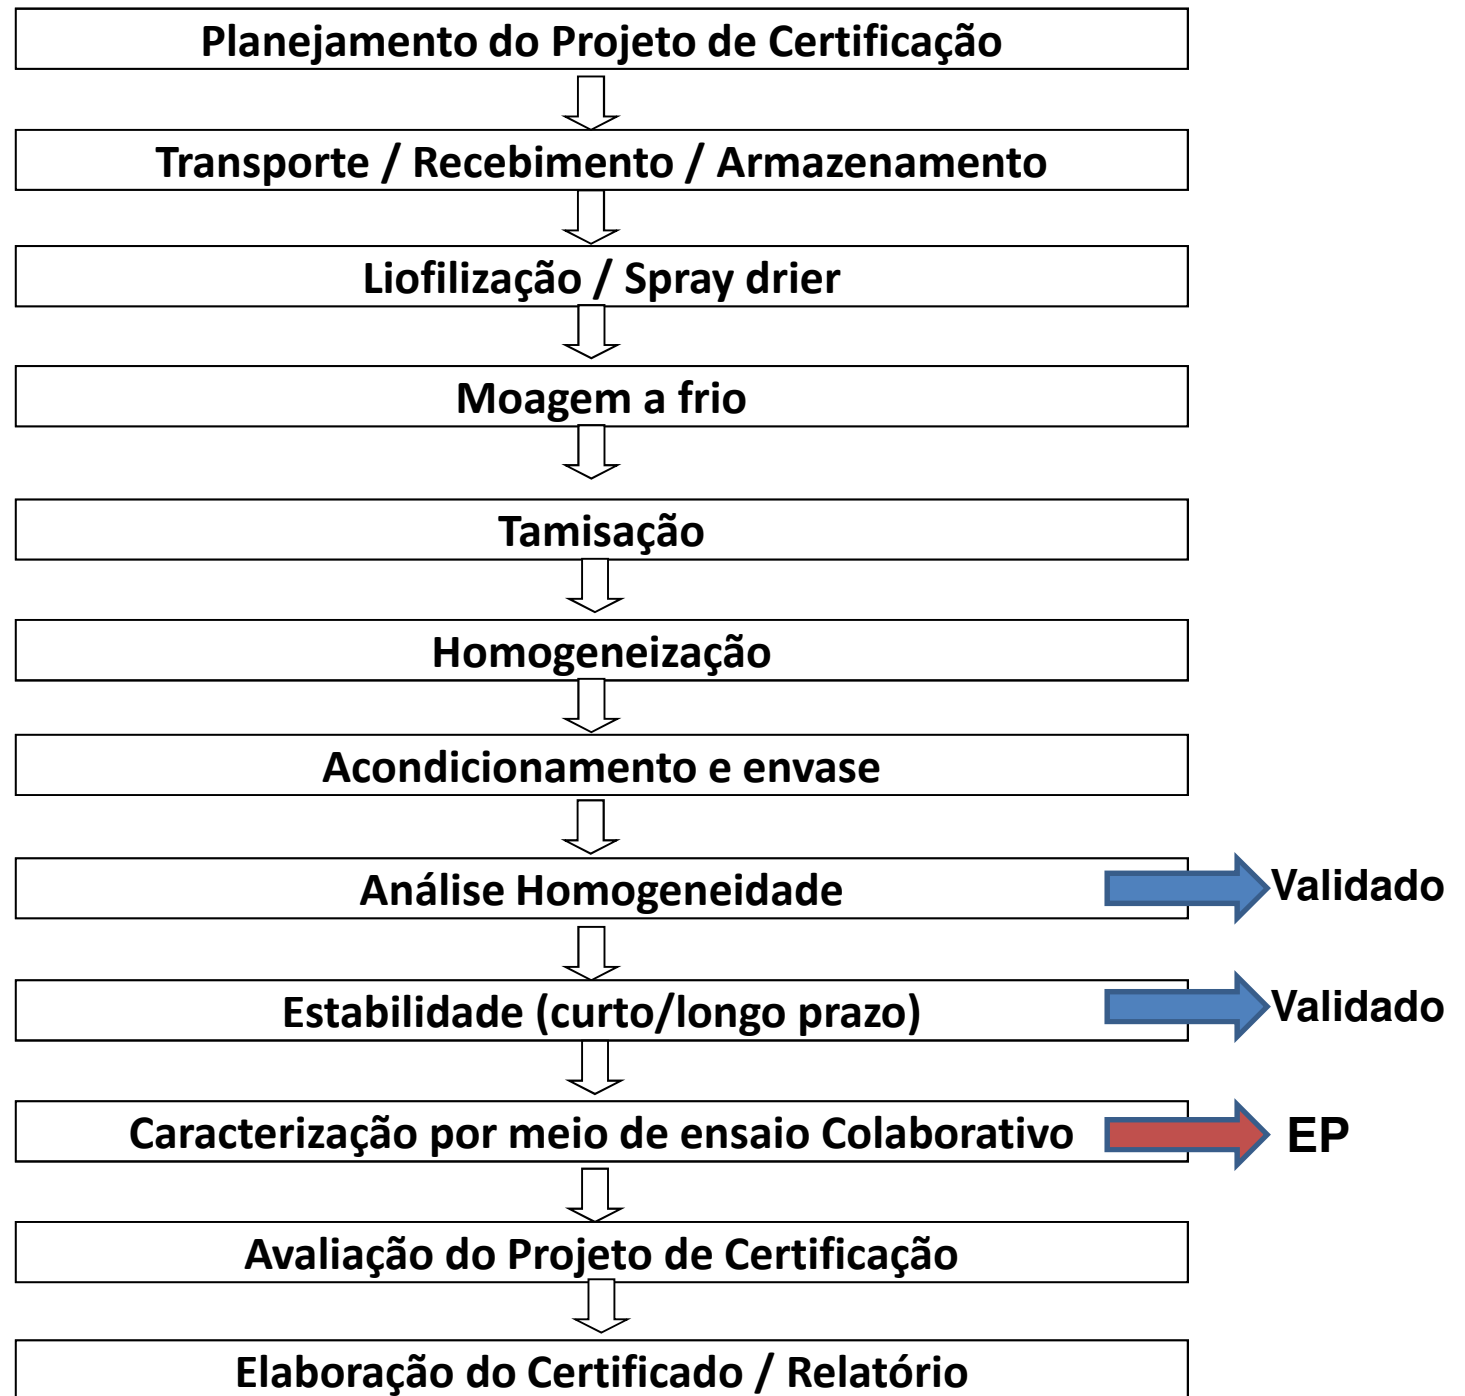 Planejamento do Projeto de Certificação
Transporte / Recebimento / Armazenamento
Liofilização / Spray drier
Moagem a frio
Tamisação
Homogeneização
Acondicionamento e envase
Análise Homogeneidade
Validado
Estabilidade (curto/longo prazo)
Validado
Caracterização por meio de ensaio Colaborativo
EP
Avaliação do Projeto de Certificação
Elaboração do Certificado / Relatório